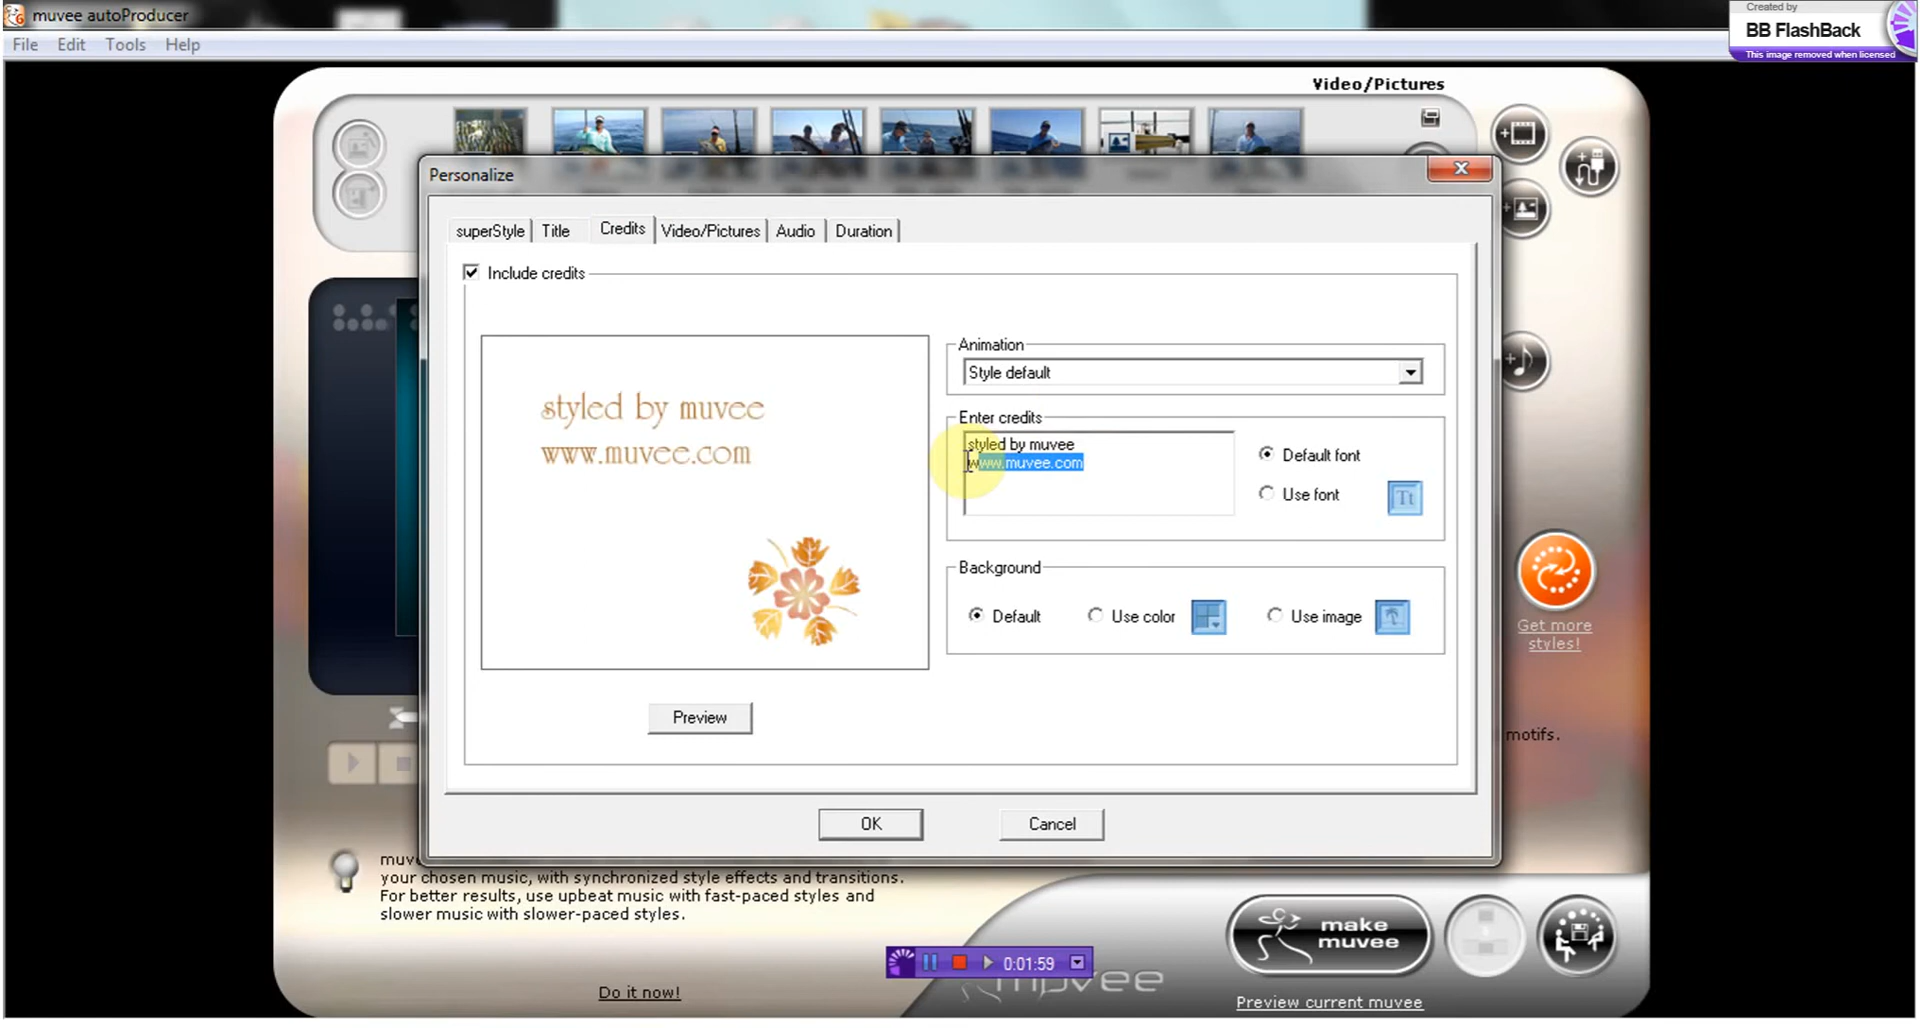 muvee autoProducer
Created by
BB FlashBack
This image removed when licensed
File Edit Tools Help
Video/Pictures
Personalize
superStyle Title Credits Video/Pictures Audio Duration
Include credits
styled by muvee
www.muvee.com
Animation
Style default
Enter credits
styled by muvee
www.muvee.com
Default font
Use font
Tt
Background
Default Use color Use image
Preview
OK Cancel
Get more
styles!
motifs.
muv
your chosen music, with synchronized style effects and transitions.
For better results, use upbeat music with fast-paced styles and
slower music with slower-paced styles.
Do it now!
0:01:59
muvee
make
muvee
Preview current muvee